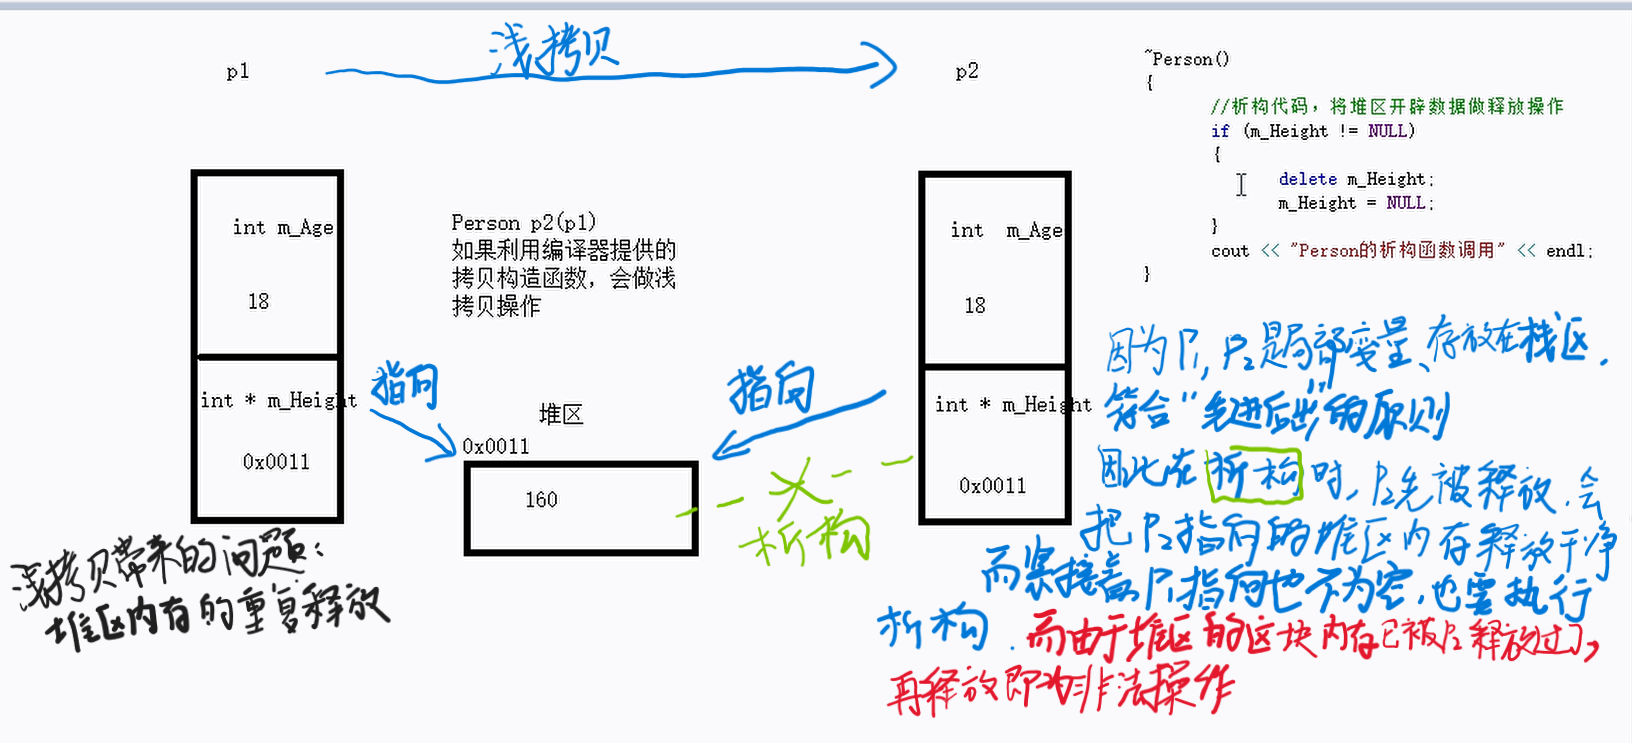 浅拷贝
p1
p2
int m_Age
18
int * m_Height
0x0011
Person p2(p1)
如果利用编译器提供的
拷贝构造函数，会做浅
拷贝操作
指向
堆区
0x0011
160
指向
int  m_Age
18
int * m_Height
0x0011
析构
~Person()
{
//析构代码，将堆区开辟数据做释放操作
if (m_Height != NULL)
{
delete m_Height;
m_Height = NULL;
}
cout << "Person的析构函数调用" << endl;
}
因为P1, P2是局部变量、存放在栈区.
符合"先进后出"的原则
因此在析构时, P2先被释放.会
把P2指向的堆区内存释放干净
而紧接着P1指向也不为空,也要执行
析构.而由于堆区的这块内存已被P2释放过了,
再释放即为非法操作
浅拷贝带来的问题:
堆区内存的重复释放